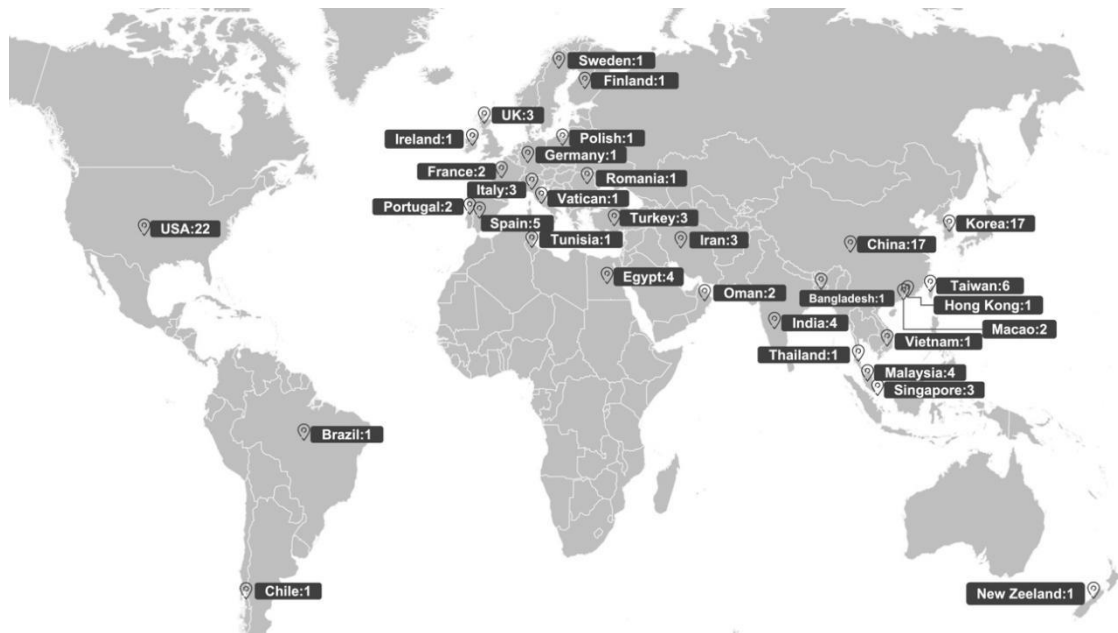 Sweden:1
Finland:1
UK:3
Ireland:1
Polish:1
Germany:1
France:2
Romania:1
Italy:3
Vatican:1
Portugal:2
Spain:5
Turkey:3
USA:22
Korea:17
Tunisia:1
Iran:3
China:17
Egypt:4
Taiwan:6
Oman:2
Bangladesh:1
Hong Kong:1
India:4
Macao:2
Vietnam:1
Thailand:1
Malaysia:4
Singapore:3
Brazil:1
Chile:1
New Zeeland:1